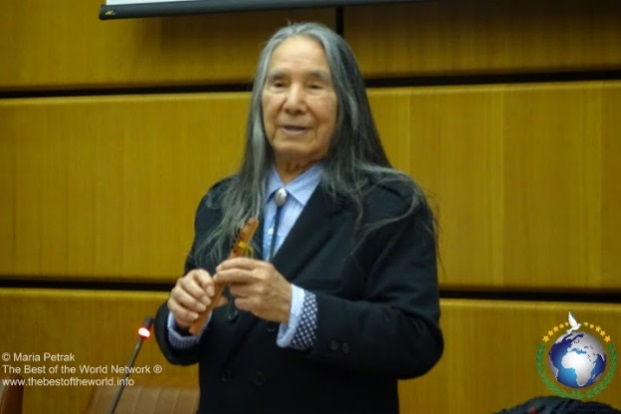 © Maria Petrak
The Best of the World Network ®
www.thebestoftheworld.info